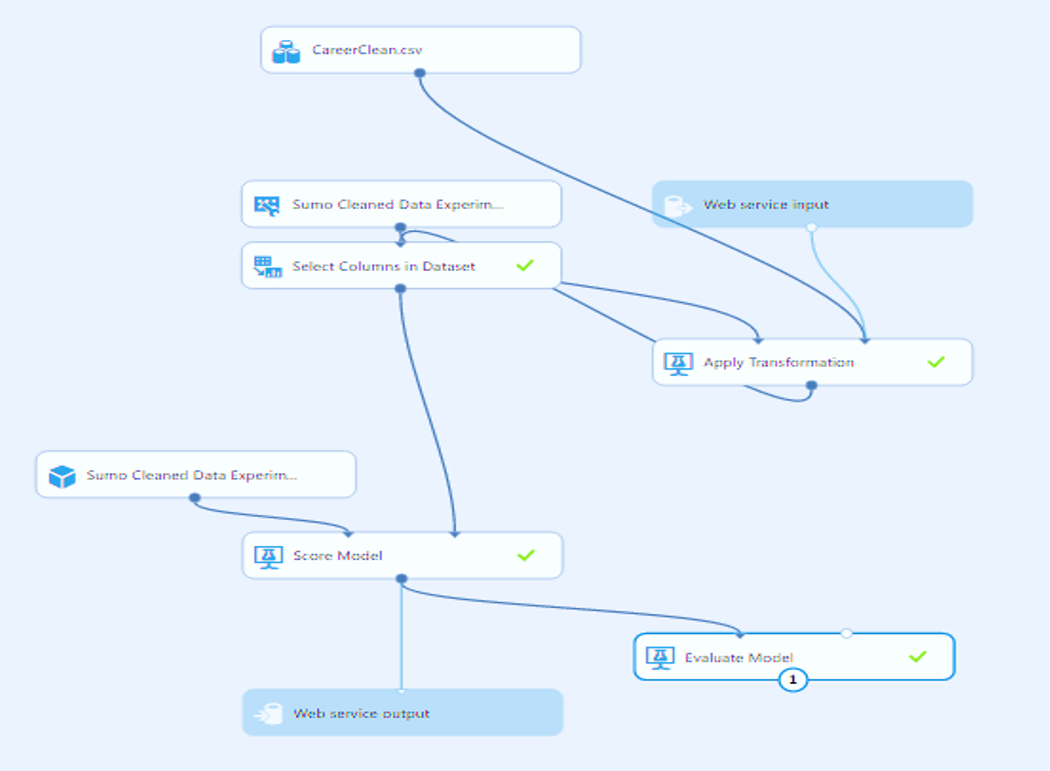 CareerClean.csv
Sumo Cleaned Data Experim...
Web service input
Select Columns in Dataset
Apply Transformation
Sumo Cleaned Data Experim...
Score Model
Evaluate Model
1
Web service output